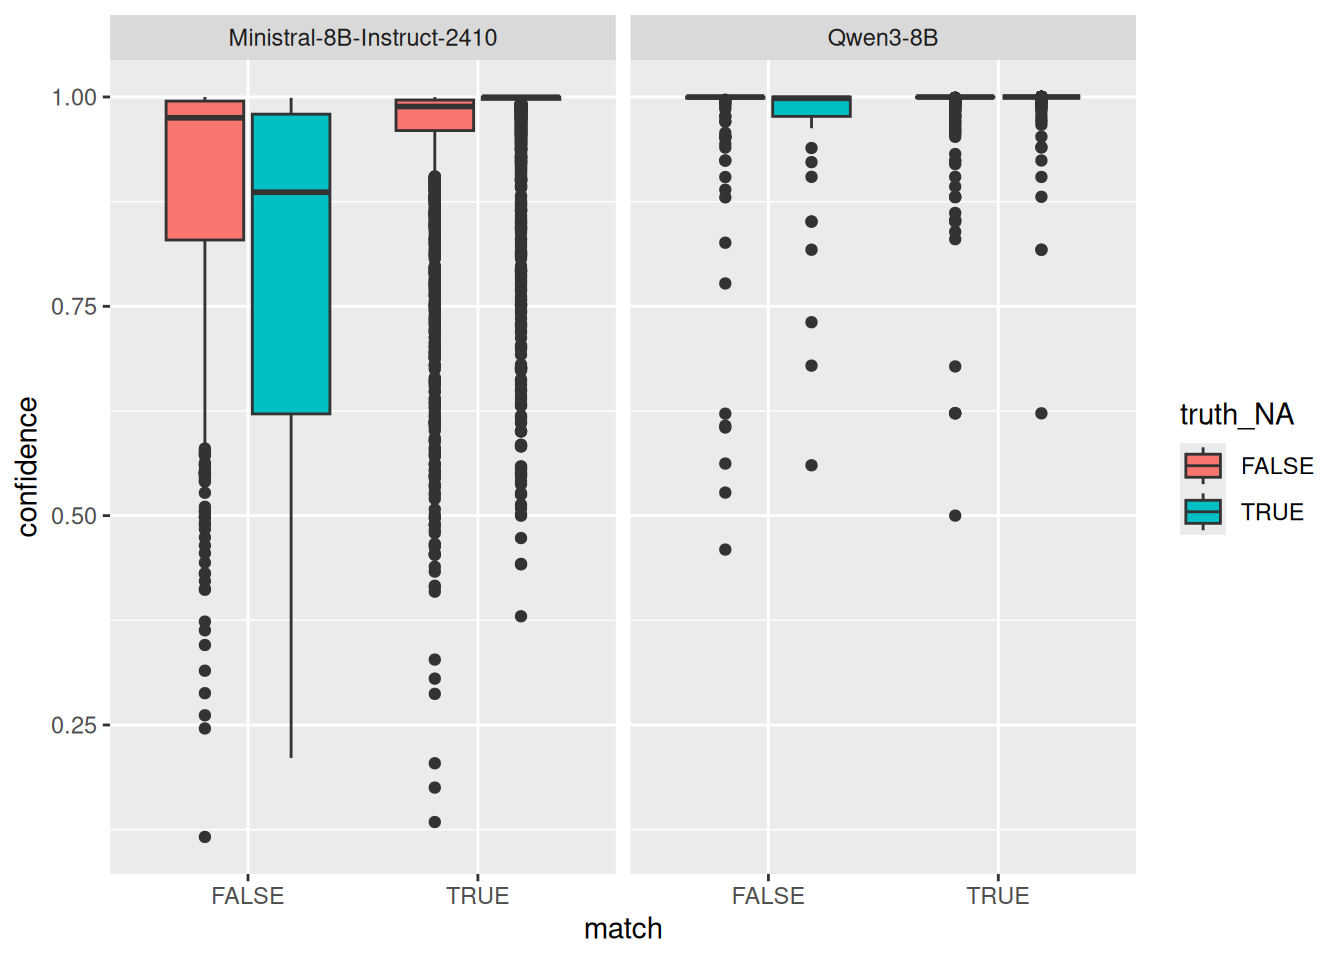 Ministral-8B-Instruct-2410
Qwen3-8B
1.00
0.75
0.50
0.25
confidence
FALSE
TRUE
FALSE
TRUE
match
truth_NA
FALSE
TRUE